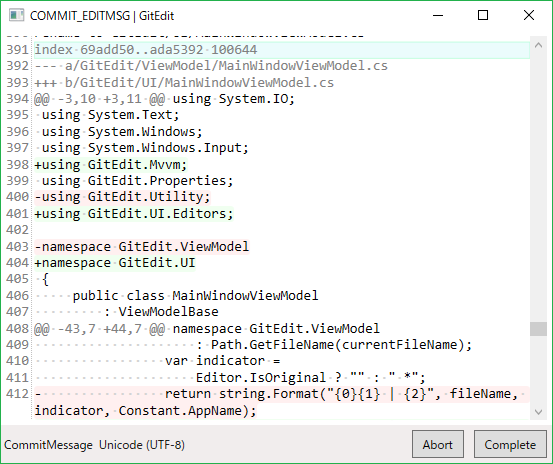 COMMIT_EDITMSG | GitEdit
391 index 69add50..ada5392 100644
392 --- a/GitEdit/ViewModel/MainWindowViewModel.cs
393 +++ b/GitEdit/UI/MainWindowViewModel.cs
394 @@ -3,10 +3,11 @@ using System.IO;
395  using System.Text;
396  using System.Windows;
397  using System.Windows.Input;
398 +using GitEdit.Mvvm;
399  using GitEdit.Properties;
400 -using GitEdit.Utility;
401 +using GitEdit.UI.Editors;
402
403 -namespace GitEdit.ViewModel
404 +namespace GitEdit.UI
405  {
406      public class MainWindowViewModel
407          : ViewModelBase
408 @@ -43,7 +44,7 @@ namespace GitEdit.ViewModel
409                      : Path.GetFileName(currentFileName);
410                  var indicator =
411                      Editor.IsOriginal ? "" : " *";
412 -                return string.Format("{0}{1} | {2}", fileName,
indicator, Constant.AppName);
CommitMessage Unicode (UTF-8) Abort Complete